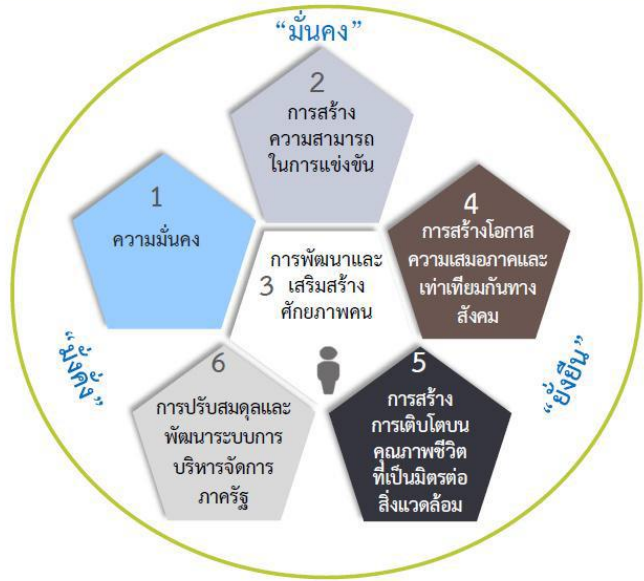 “มั่นคง”
2
การสร้าง
ความสามารถ
ในการแข่งขัน
1
ความมั่นคง
4
การสร้างโอกาส
ความเสมอภาคและ
เท่าเทียมกันทาง
สังคม
การพัฒนาและ
3 เสริมสร้าง
ศักยภาพคน
“มั่งคั่ง”
“ยั่งยืน”
6
การปรับสมดุลและ
พัฒนาระบบการ
บริหารจัดการ
ภาครัฐ
5
การสร้าง
การเติบโตบน
คุณภาพชีวิต
ที่เป็นมิตรต่อ
สิ่งแวดล้อม